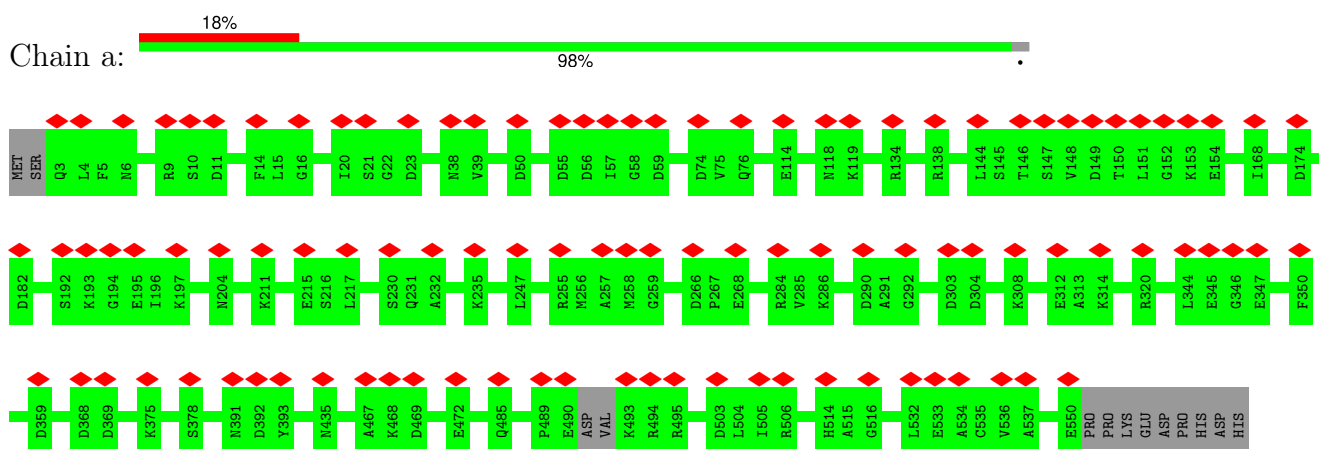 18%
Chain a:
98%
MET SER Q3 L4 F5 N6 R9 S10 D11 F14 L15 G16 I20 S21 G22 D23 N38 V39 D50 D55 D56 I57 G58 D59 D74 V75 Q76 E114 N118 K119 R134 R138 L144 S145 T146 S147 V148 D149 T150 L151 G152 K153 E154 I168 D174
D182 S192 K193 G194 E195 I196 K197 N204 K211 E215 S216 L217 S230 Q231 A232 K235 L247 R255 M256 A257 M258 G259 D266 P267 E268 R284 V285 K286 D290 A291 G292 D303 D304 K308 E312 A313 K314 R320 L344 E345 G346 E347 F350
D359 D368 D369 K375 S378 N391 D392 Y393 N435 A467 K468 D469 E472 Q485 P489 E490 ASP VAL K493 R494 R495 D503 L504 I505 R506 H514 A515 G516 L532 E533 A534 C535 V536 A537 E550 PRO PRO LYS GLU ASP PRO HIS ASP HIS